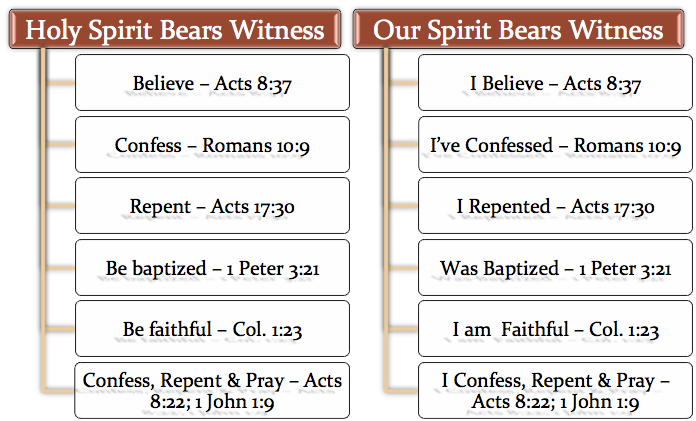 Holy Spirit Bears Witness
Believe – Acts 8:37
Confess – Romans 10:9
Repent – Acts 17:30
Be baptized – 1 Peter 3:21
Be faithful – Col. 1:23
Confess, Repent & Pray – Acts
8:22; 1 John 1:9
Our Spirit Bears Witness
I Believe – Acts 8:37
I’ve Confessed – Romans 10:9
I Repented – Acts 17:30
Was Baptized – 1 Peter 3:21
I am  Faithful – Col. 1:23
I Confess, Repent & Pray –
Acts 8:22; 1 John 1:9